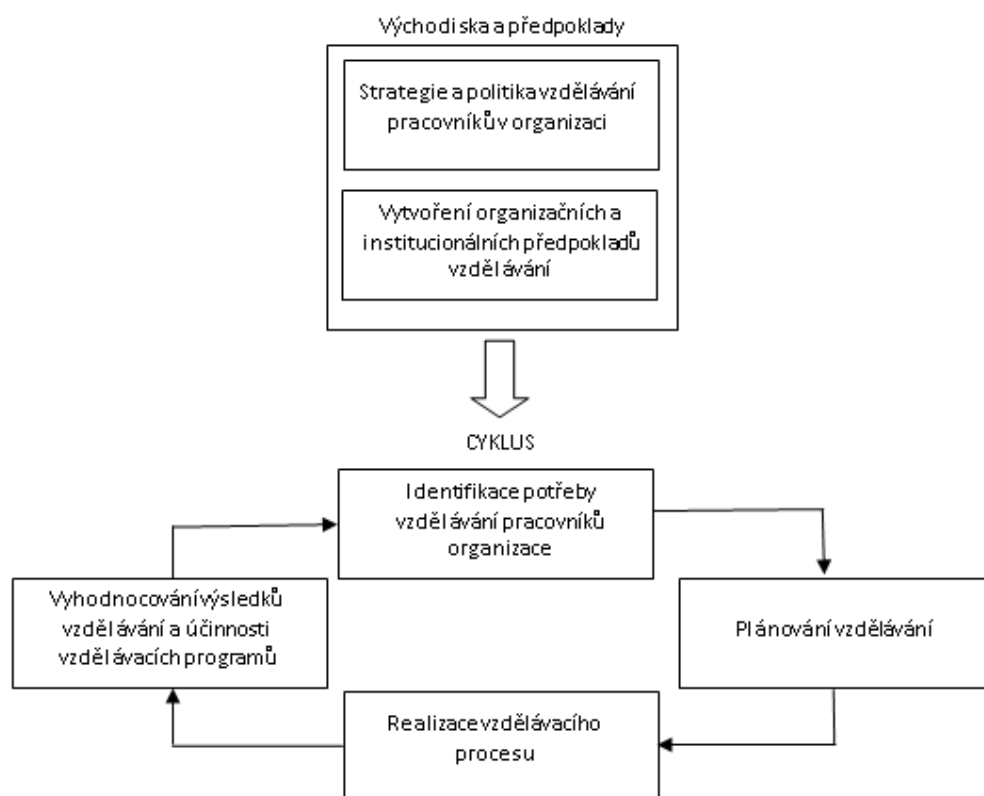 Východiska a předpoklady
Strategie a politika vzdělávání
pracovníků v organizaci
Vytvoření organizačních a
institucionálních předpokladů
vzdělávání
CYKLUS
Identifikace potřeby
vzdělávání pracovníků
organizace
Vyhodnocování výsledků
vzdělávání a účinnosti
vzdělávacích programů
Plánování vzdělávání
Realizace vzdělávacího
procesu